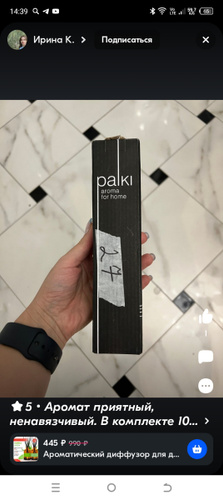 14:39
65
Ирина К.
Подписаться
palki
aroma
for home
27
★5 • Аромат приятный,
ненавязчивый. В комплекте 10...
445 ₽ 990 ₽
Ароматический диффузор для д...